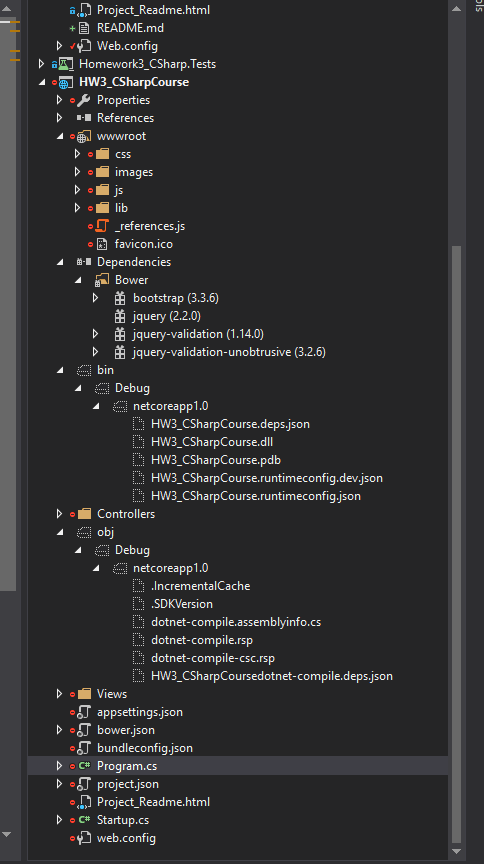 Project_Readme.html
README.md
Web.config
Homework3_CSharp.Tests
HW3_CSharpCourse
Properties
References
wwwroot
css
images
js
lib
_references.js
favicon.ico
Dependencies
Bower
bootstrap (3.3.6)
jquery (2.2.0)
jquery-validation (1.14.0)
jquery-validation-unobtrusive (3.2.6)
bin
Debug
netcoreapp1.0
HW3_CSharpCourse.deps.json
HW3_CSharpCourse.dll
HW3_CSharpCourse.pdb
HW3_CSharpCourse.runtimeconfig.dev.json
HW3_CSharpCourse.runtimeconfig.json
Controllers
obj
Debug
netcoreapp1.0
.IncrementalCache
.SDKVersion
dotnet-compile.assemblyinfo.cs
dotnet-compile.rsp
dotnet-compile-csc.rsp
HW3_CSharpCoursedotnet-compile.deps.json
Views
appsettings.json
bower.json
bundleconfig.json
C# Program.cs
project.json
Project_Readme.html
C# Startup.cs
web.config